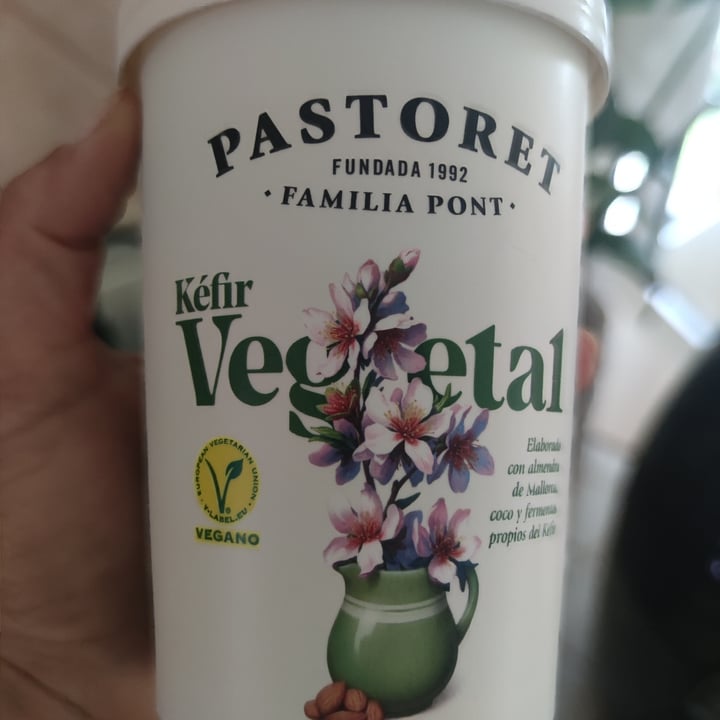 PASTORET
FUNDADA 1992
· FAMILIA PONT ·
Kéfir
Vegetal
EUROPEAN VEGETARIAN UNION
· V-LABEL.EU ·
VEGANO
Elaborado
con almendra
de Mallorca,
coco y fermentos
propios del Kéfir